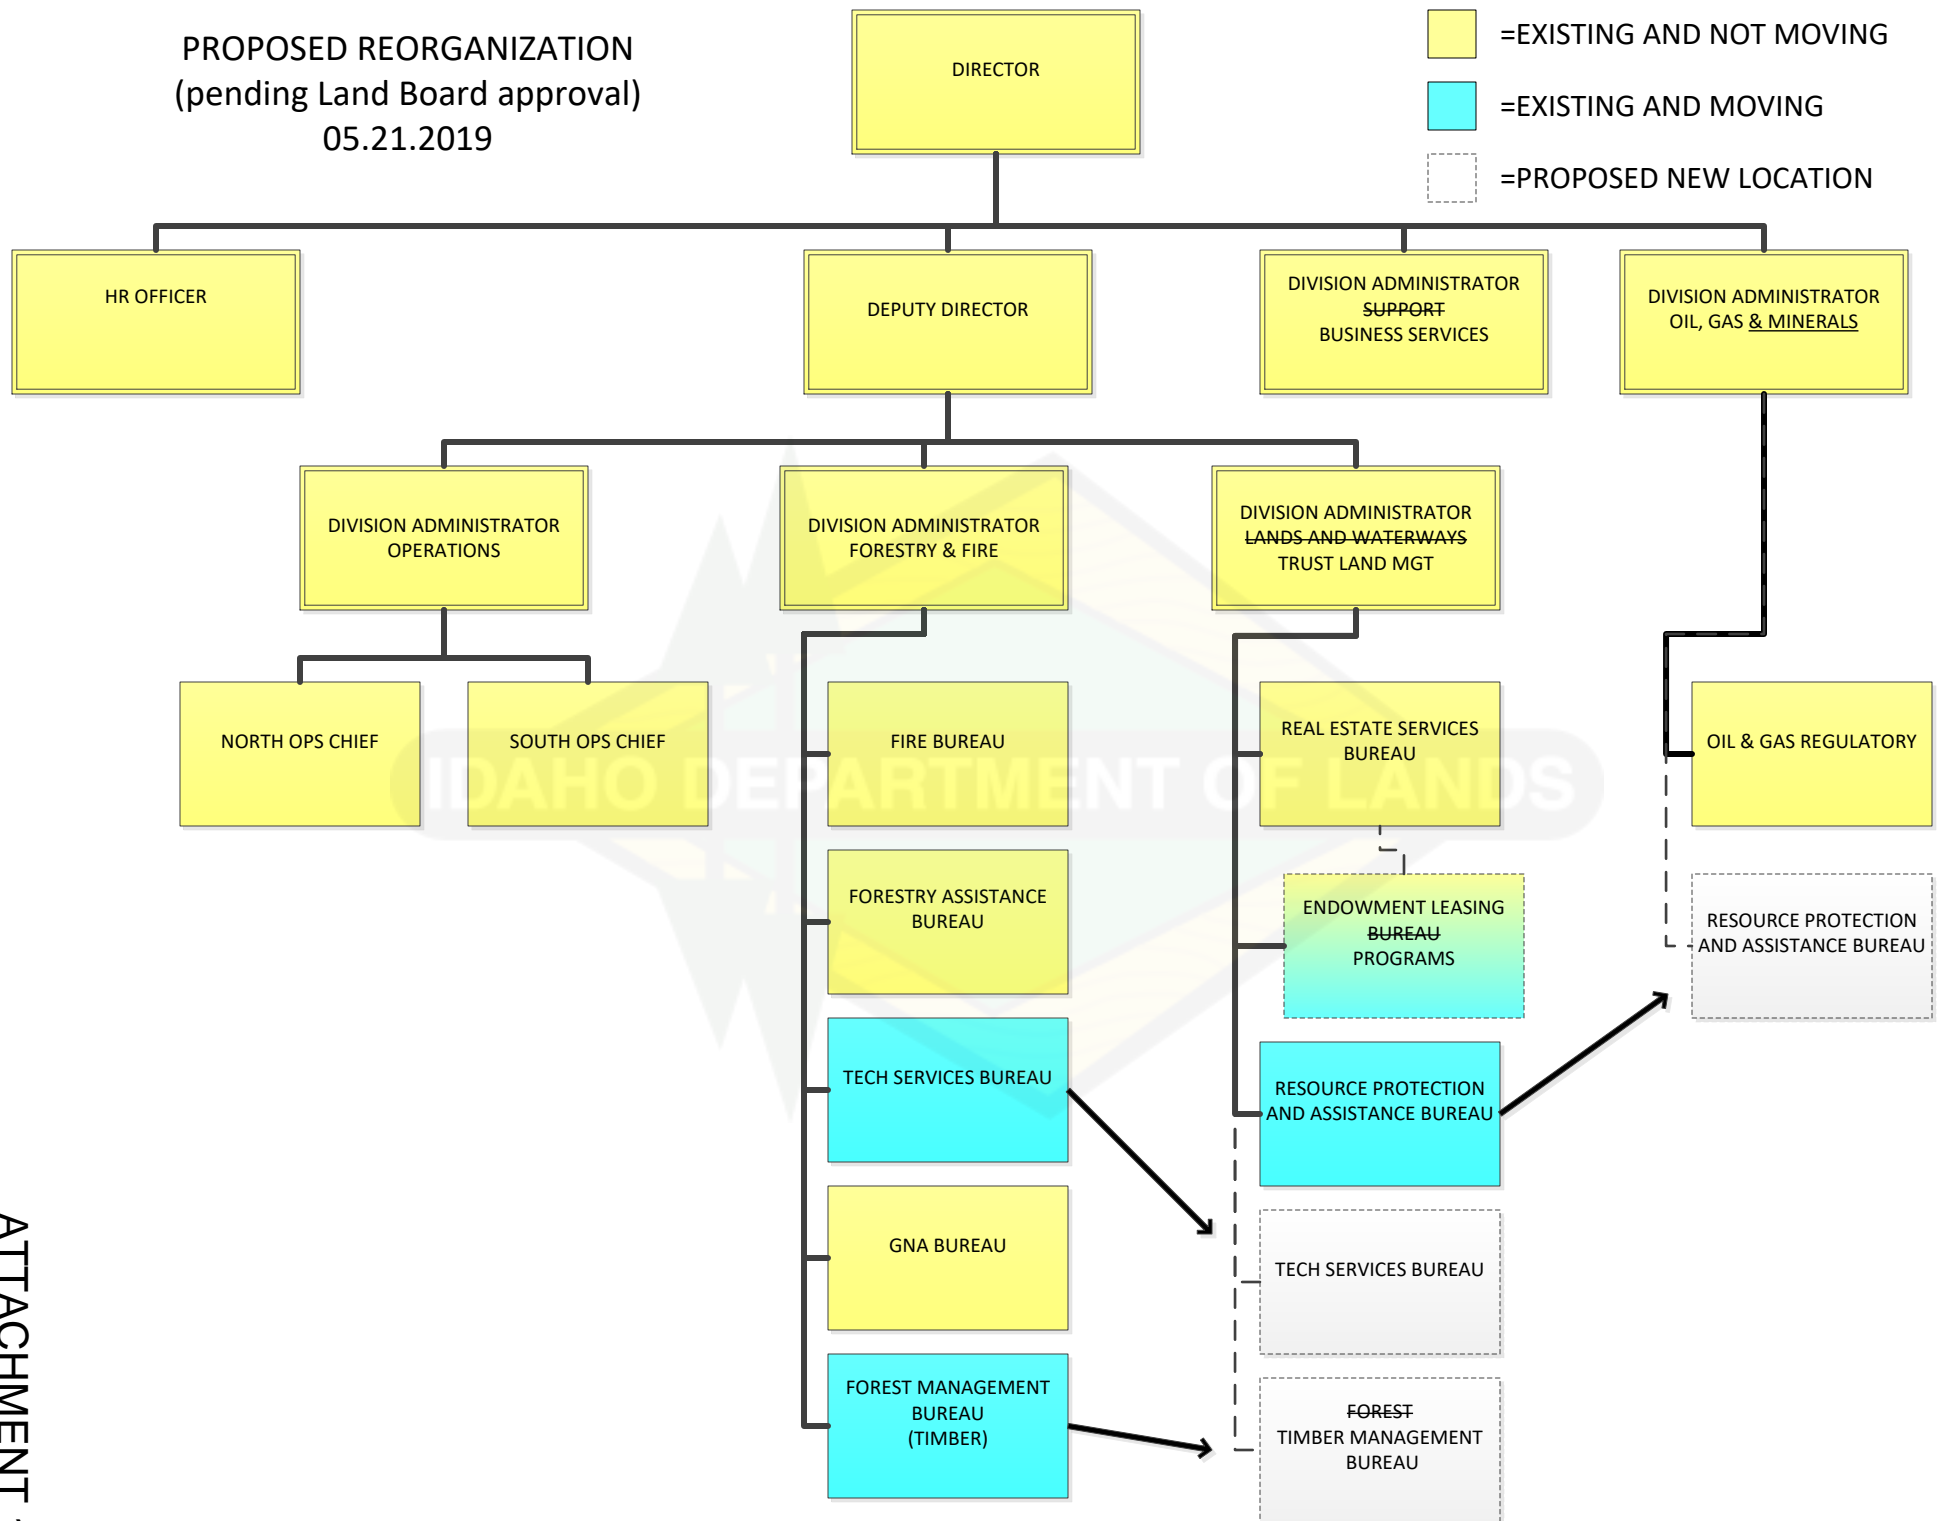 PROPOSED REORGANIZATION
(pending Land Board approval)
05.21.2019
=EXISTING AND NOT MOVING
=EXISTING AND MOVING
=PROPOSED NEW LOCATION
DIRECTOR
HR OFFICER
DEPUTY DIRECTOR
DIVISION ADMINISTRATOR
SUPPORT
BUSINESS SERVICES
DIVISION ADMINISTRATOR
OIL, GAS & MINERALS
DIVISION ADMINISTRATOR
OPERATIONS
DIVISION ADMINISTRATOR
FORESTRY & FIRE
DIVISION ADMINISTRATOR
LANDS AND WATERWAYS
TRUST LAND MGT
NORTH OPS CHIEF
SOUTH OPS CHIEF
FIRE BUREAU
REAL ESTATE SERVICES
BUREAU
OIL & GAS REGULATORY
IDAHO DEPARTMENT OF LANDS
FORESTRY ASSISTANCE
BUREAU
ENDOWMENT LEASING
BUREAU
PROGRAMS
RESOURCE PROTECTION
AND ASSISTANCE BUREAU
TECH SERVICES BUREAU
RESOURCE PROTECTION
AND ASSISTANCE BUREAU
GNA BUREAU
TECH SERVICES BUREAU
FOREST MANAGEMENT
BUREAU
(TIMBER)
FOREST
TIMBER MANAGEMENT
BUREAU
ATTACHMENT